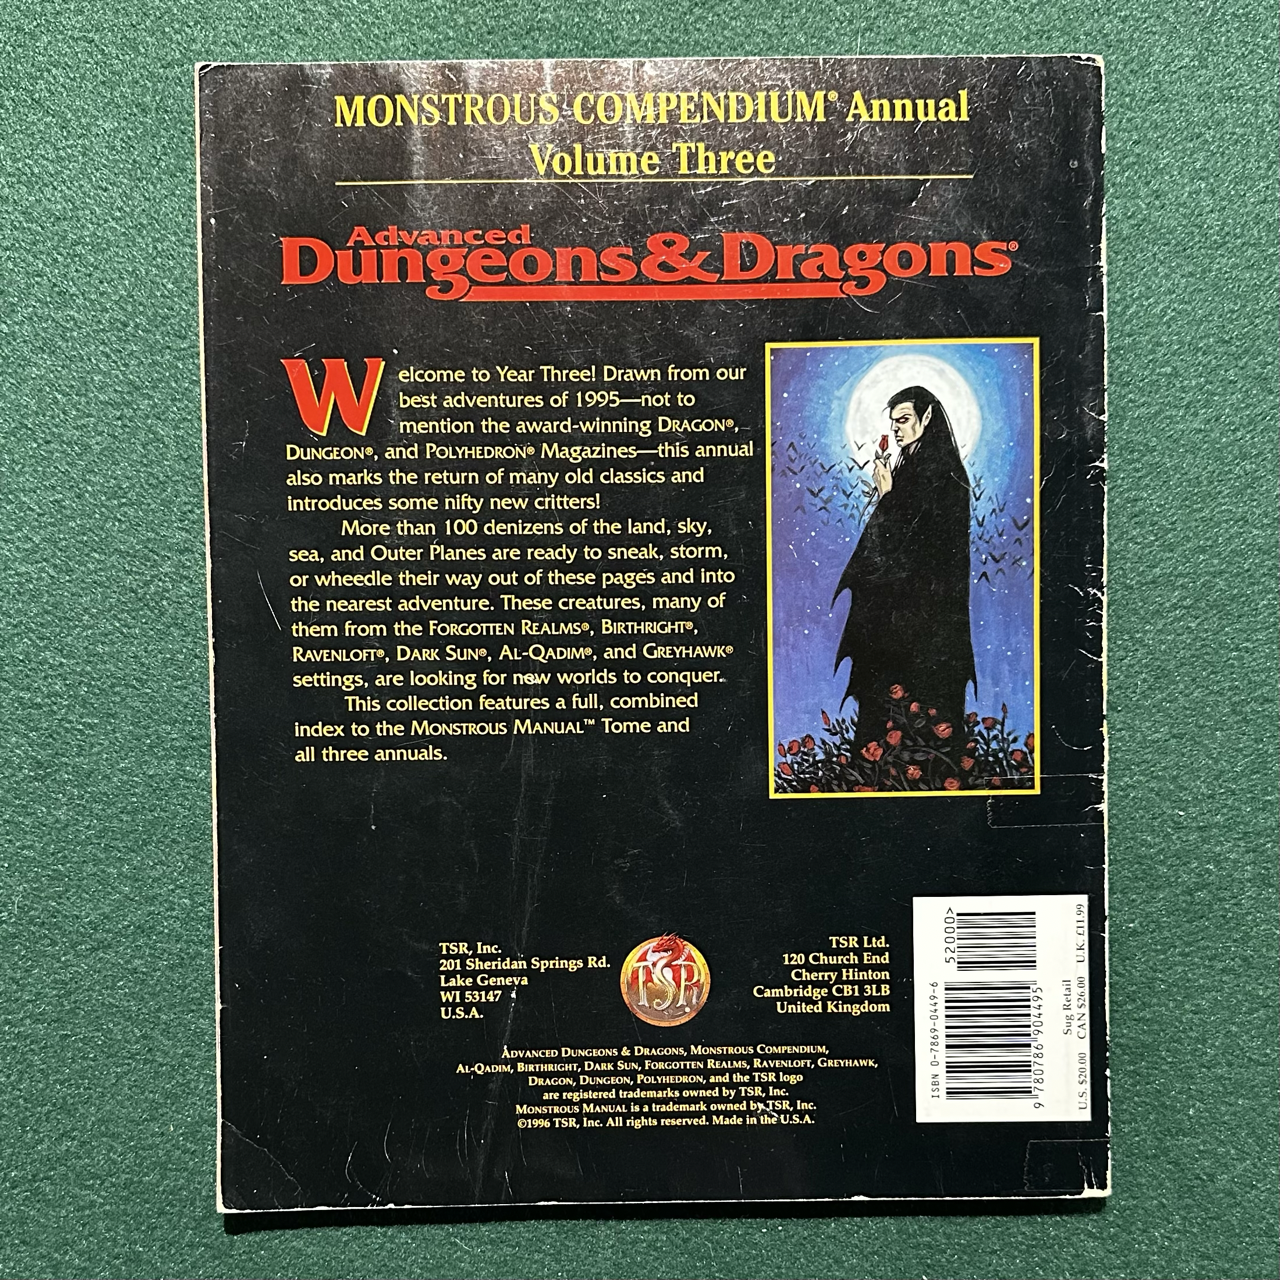 MONSTROUS COMPENDIUM® Annual
Volume Three
Advanced
Dungeons & Dragons®
Welcome to Year Three! Drawn from our
best adventures of 1995—not to
mention the award-winning DRAGON®,
DUNGEON®, and POLYHEDRON® Magazines—this annual
also marks the return of many old classics and
introduces some nifty new critters!
More than 100 denizens of the land, sky,
sea, and Outer Planes are ready to sneak, storm,
or wheedle their way out of these pages and into
the nearest adventure. These creatures, many of
them from the FORGOTTEN REALMS®, BIRTHRIGHT®,
RAVENLOFT®, DARK SUN®, AL-QADIM®, and GREYHAWK®
settings, are looking for new worlds to conquer.
This collection features a full, combined
index to the MONSTROUS MANUAL™ Tome and
all three annuals.
TSR, Inc.
201 Sheridan Springs Rd.
Lake Geneva
WI 53147
U.S.A.
TSR
TSR Ltd.
120 Church End
Cherry Hinton
Cambridge CB1 3LB
United Kingdom
ADVANCED DUNGEONS & DRAGONS, MONSTROUS COMPENDIUM,
AL-QADIM, BIRTHRIGHT, DARK SUN, FORGOTTEN REALMS, RAVENLOFT, GREYHAWK,
DRAGON, DUNGEON, POLYHEDRON, and the TSR logo
are registered trademarks owned by TSR, Inc.
MONSTROUS MANUAL is a trademark owned by TSR, Inc.
©1996 TSR, Inc. All rights reserved. Made in the U.S.A.
ISBN 0-7869-0449-6
52000>
9 780786 904495
Sug Retail
U.S. $20.00 CAN $26.00 U.K. £11.99